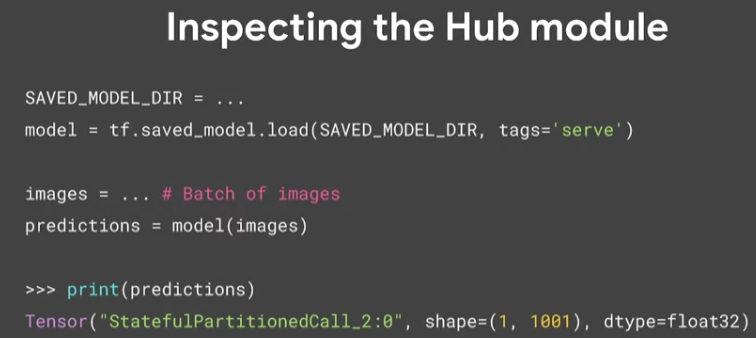 Inspecting the Hub module
SAVED_MODEL_DIR = ...
model = tf.saved_model.load(SAVED_MODEL_DIR, tags='serve')
images = ... # Batch of images
predictions = model(images)
>>> print(predictions)
Tensor("StatefulPartitionedCall_2:0", shape=(1, 1001), dtype=float32)